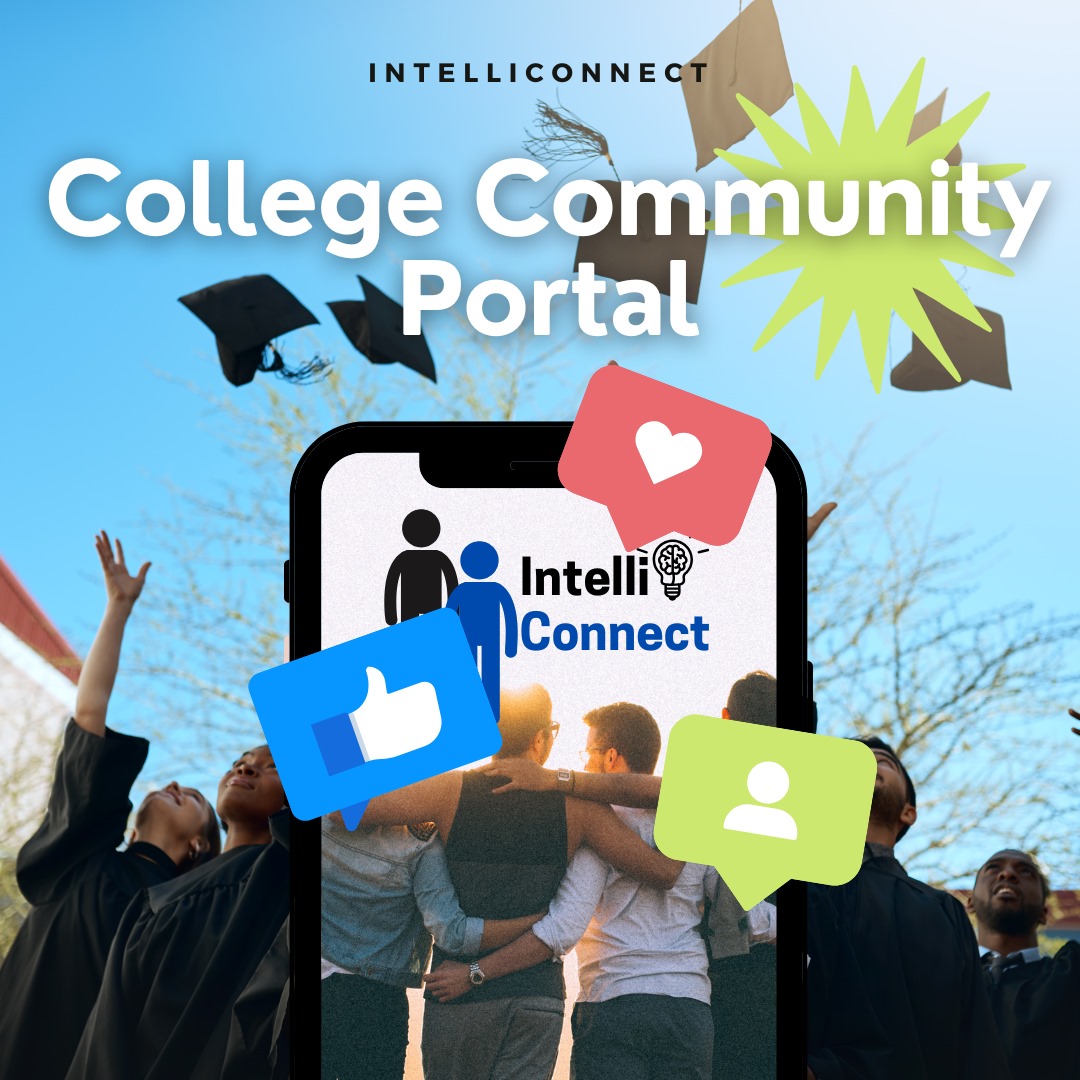 INTELLICONNECT
College Community
Portal
Intelli
Connect